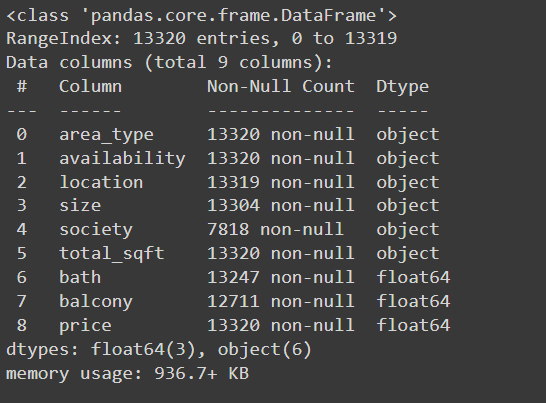 <class 'pandas.core.frame.DataFrame'>
RangeIndex: 13320 entries, 0 to 13319
Data columns (total 9 columns):
 #   Column        Non-Null Count  Dtype
---  ------        --------------  -----
 0   area_type     13320 non-null  object
 1   availability  13320 non-null  object
 2   location      13319 non-null  object
 3   size          13304 non-null  object
 4   society       7818 non-null   object
 5   total_sqft    13320 non-null  object
 6   bath          13247 non-null  float64
 7   balcony       12711 non-null  float64
 8   price         13320 non-null  float64
dtypes: float64(3), object(6)
memory usage: 936.7+ KB